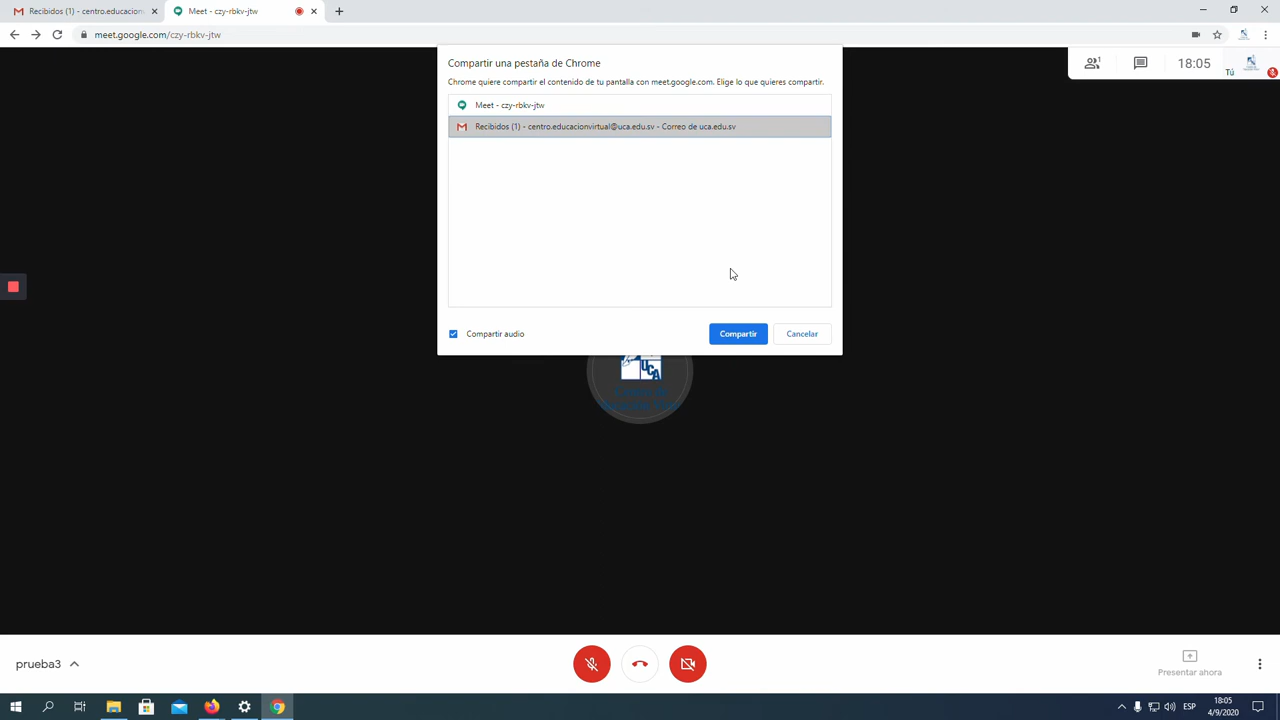 Recibidos (1) - centro.educacion
Meet - czy-rbkv-jtw
meet.google.com/czy-rbkv-jtw
Compartir una pestaña de Chrome
Chrome quiere compartir el contenido de tu pantalla con meet.google.com. Elige lo que quieres compartir.
Meet - czy-rbkv-jtw
Recibidos (1) - centro.educacionvirtual@uca.edu.sv - Correo de uca.edu.sv
Compartir audio
Compartir
Cancelar
1
18:05
Tú
UCA
prueba3
Presentar ahora
ESP
18:05
4/9/2020